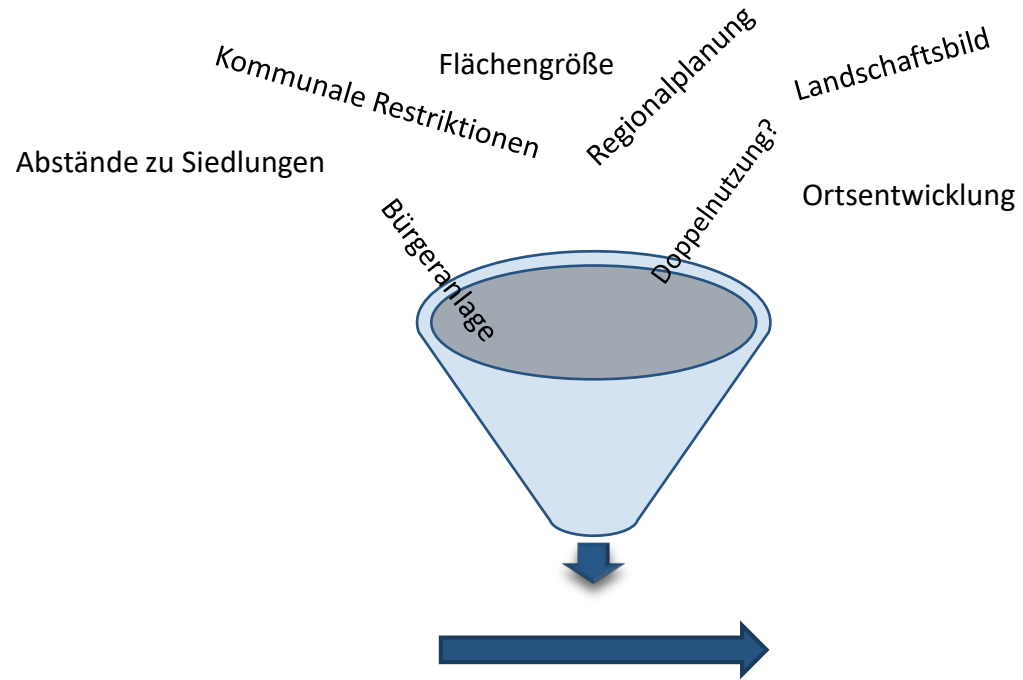 Kommunale Restriktionen
Flächengröße
Regionalplanung
Landschaftsbild
Abstände zu Siedlungen
Doppelnutzung?
Ortsentwicklung
Bürgeranlage